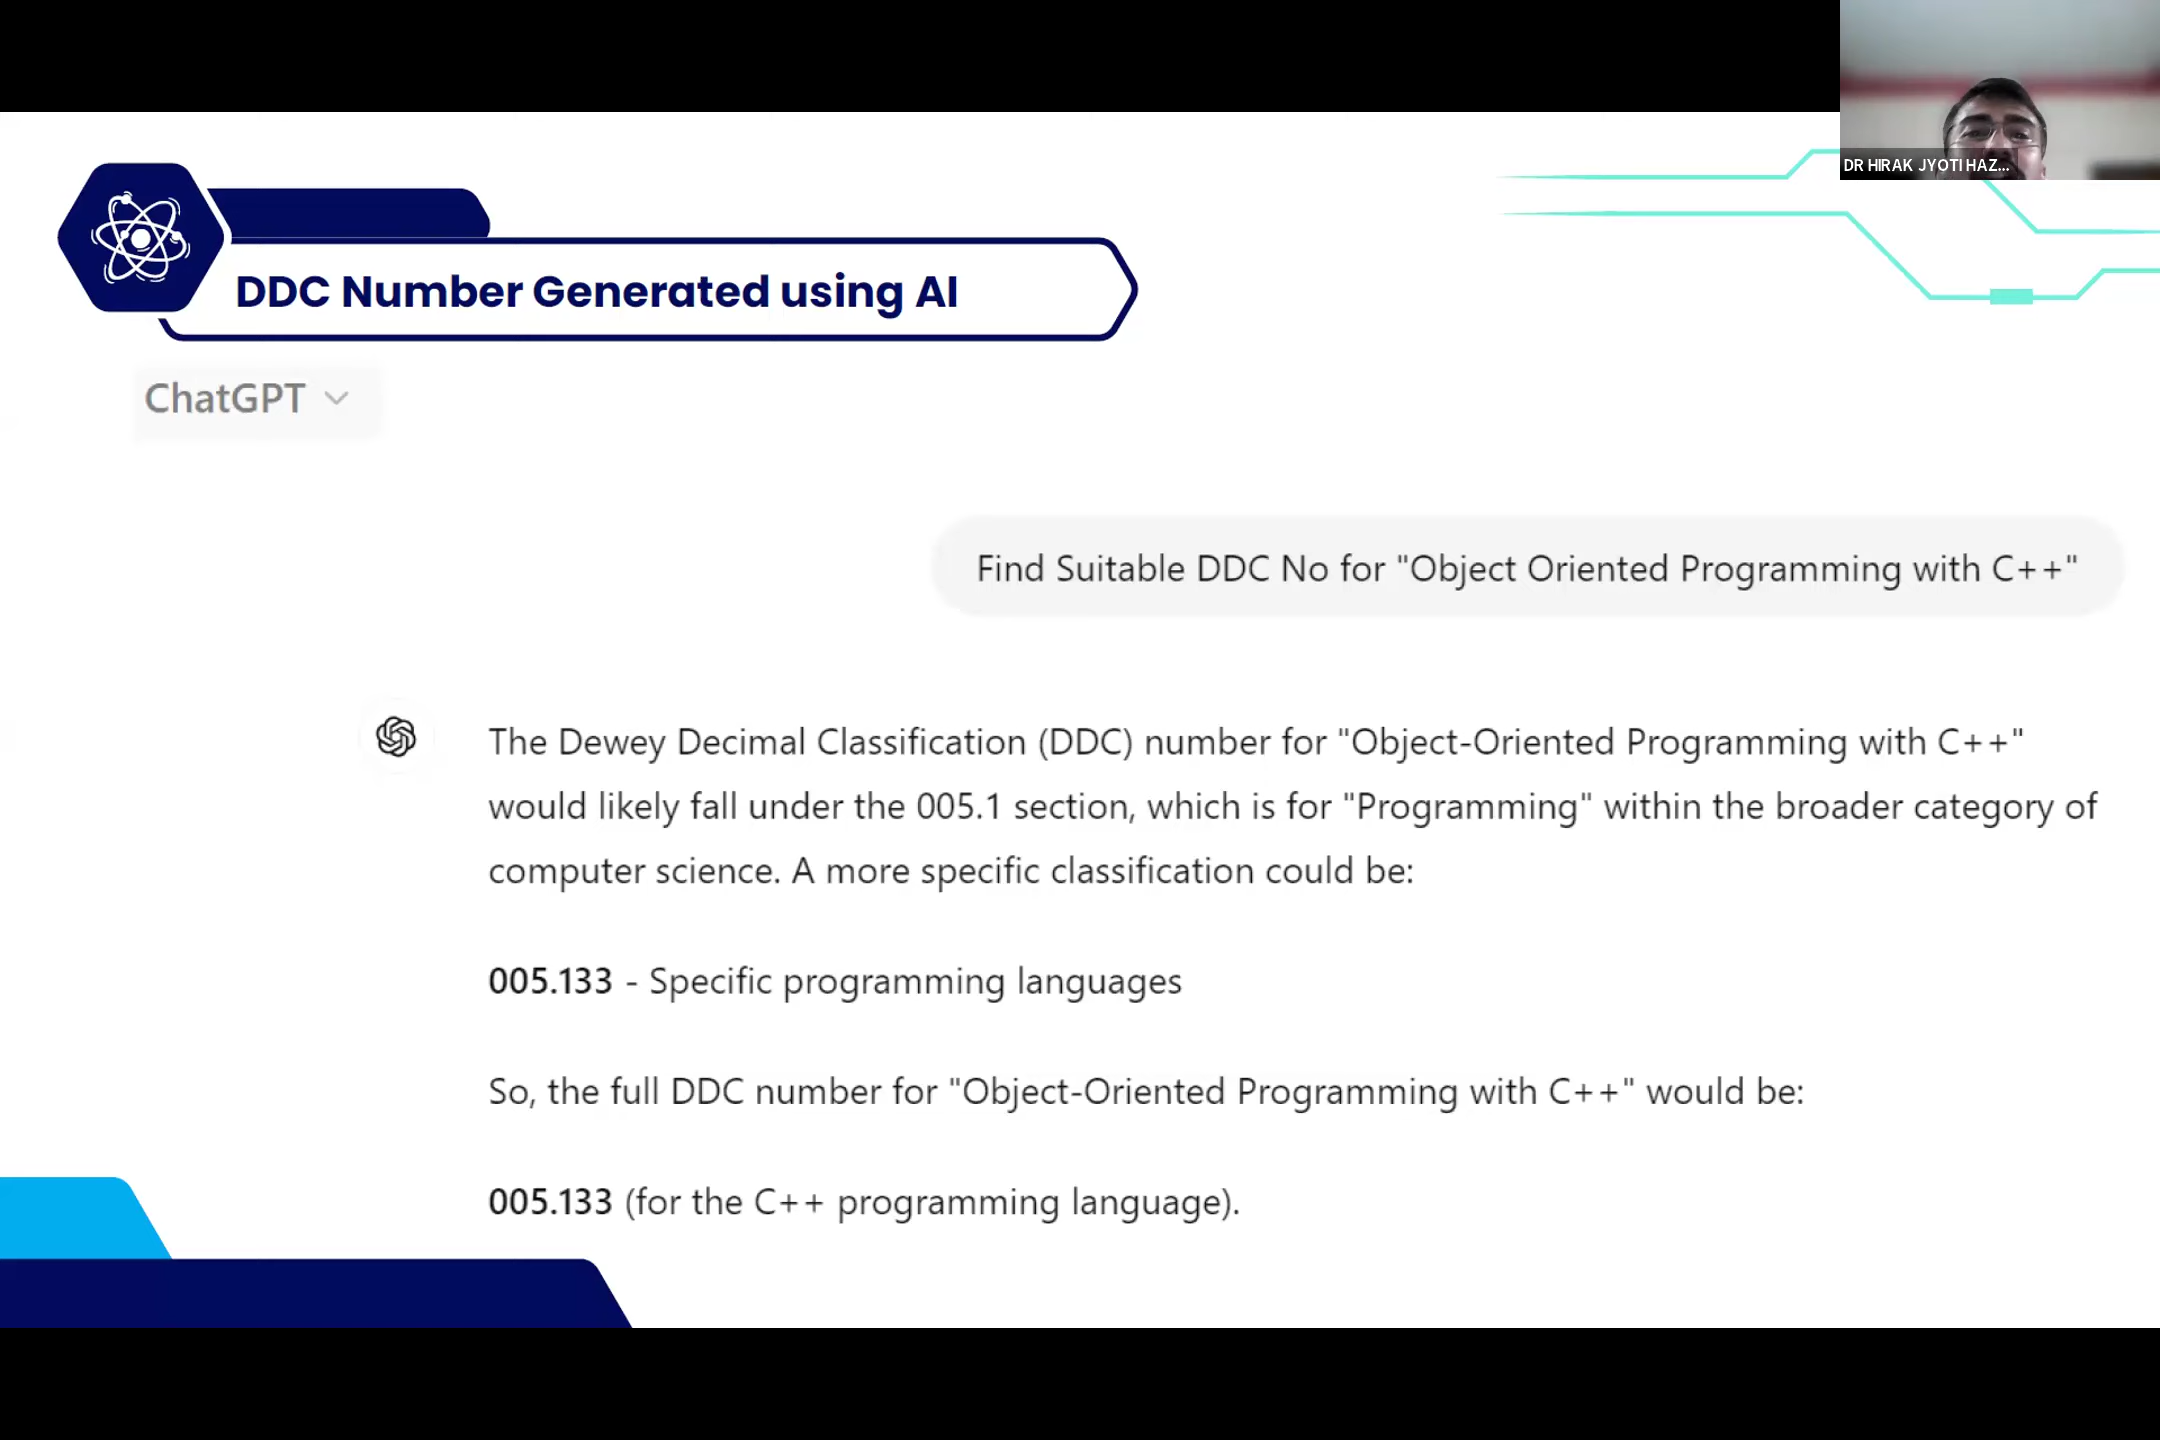 DR HIRAK JYOTI HAZ...
DDC Number Generated using AI
ChatGPT
Find Suitable DDC No for "Object Oriented Programming with C++"
The Dewey Decimal Classification (DDC) number for "Object-Oriented Programming with C++"
would likely fall under the 005.1 section, which is for "Programming" within the broader category of
computer science. A more specific classification could be:
005.133 - Specific programming languages
So, the full DDC number for "Object-Oriented Programming with C++" would be:
005.133 (for the C++ programming language).